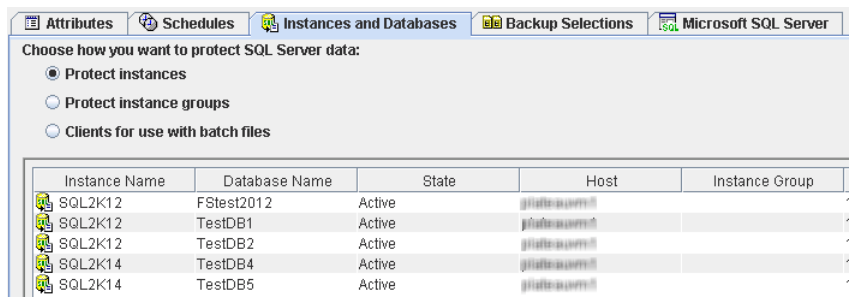 Attributes Schedules Instances and Databases Backup Selections Microsoft SQL Server
Choose how you want to protect SQL Server data:
Protect instances
Protect instance groups
Clients for use with batch files
Instance Name Database Name State Host Instance Group
SQL2K12 FStest2012 Active
SQL2K12 TestDB1 Active
SQL2K12 TestDB2 Active
SQL2K14 TestDB4 Active
SQL2K14 TestDB5 Active